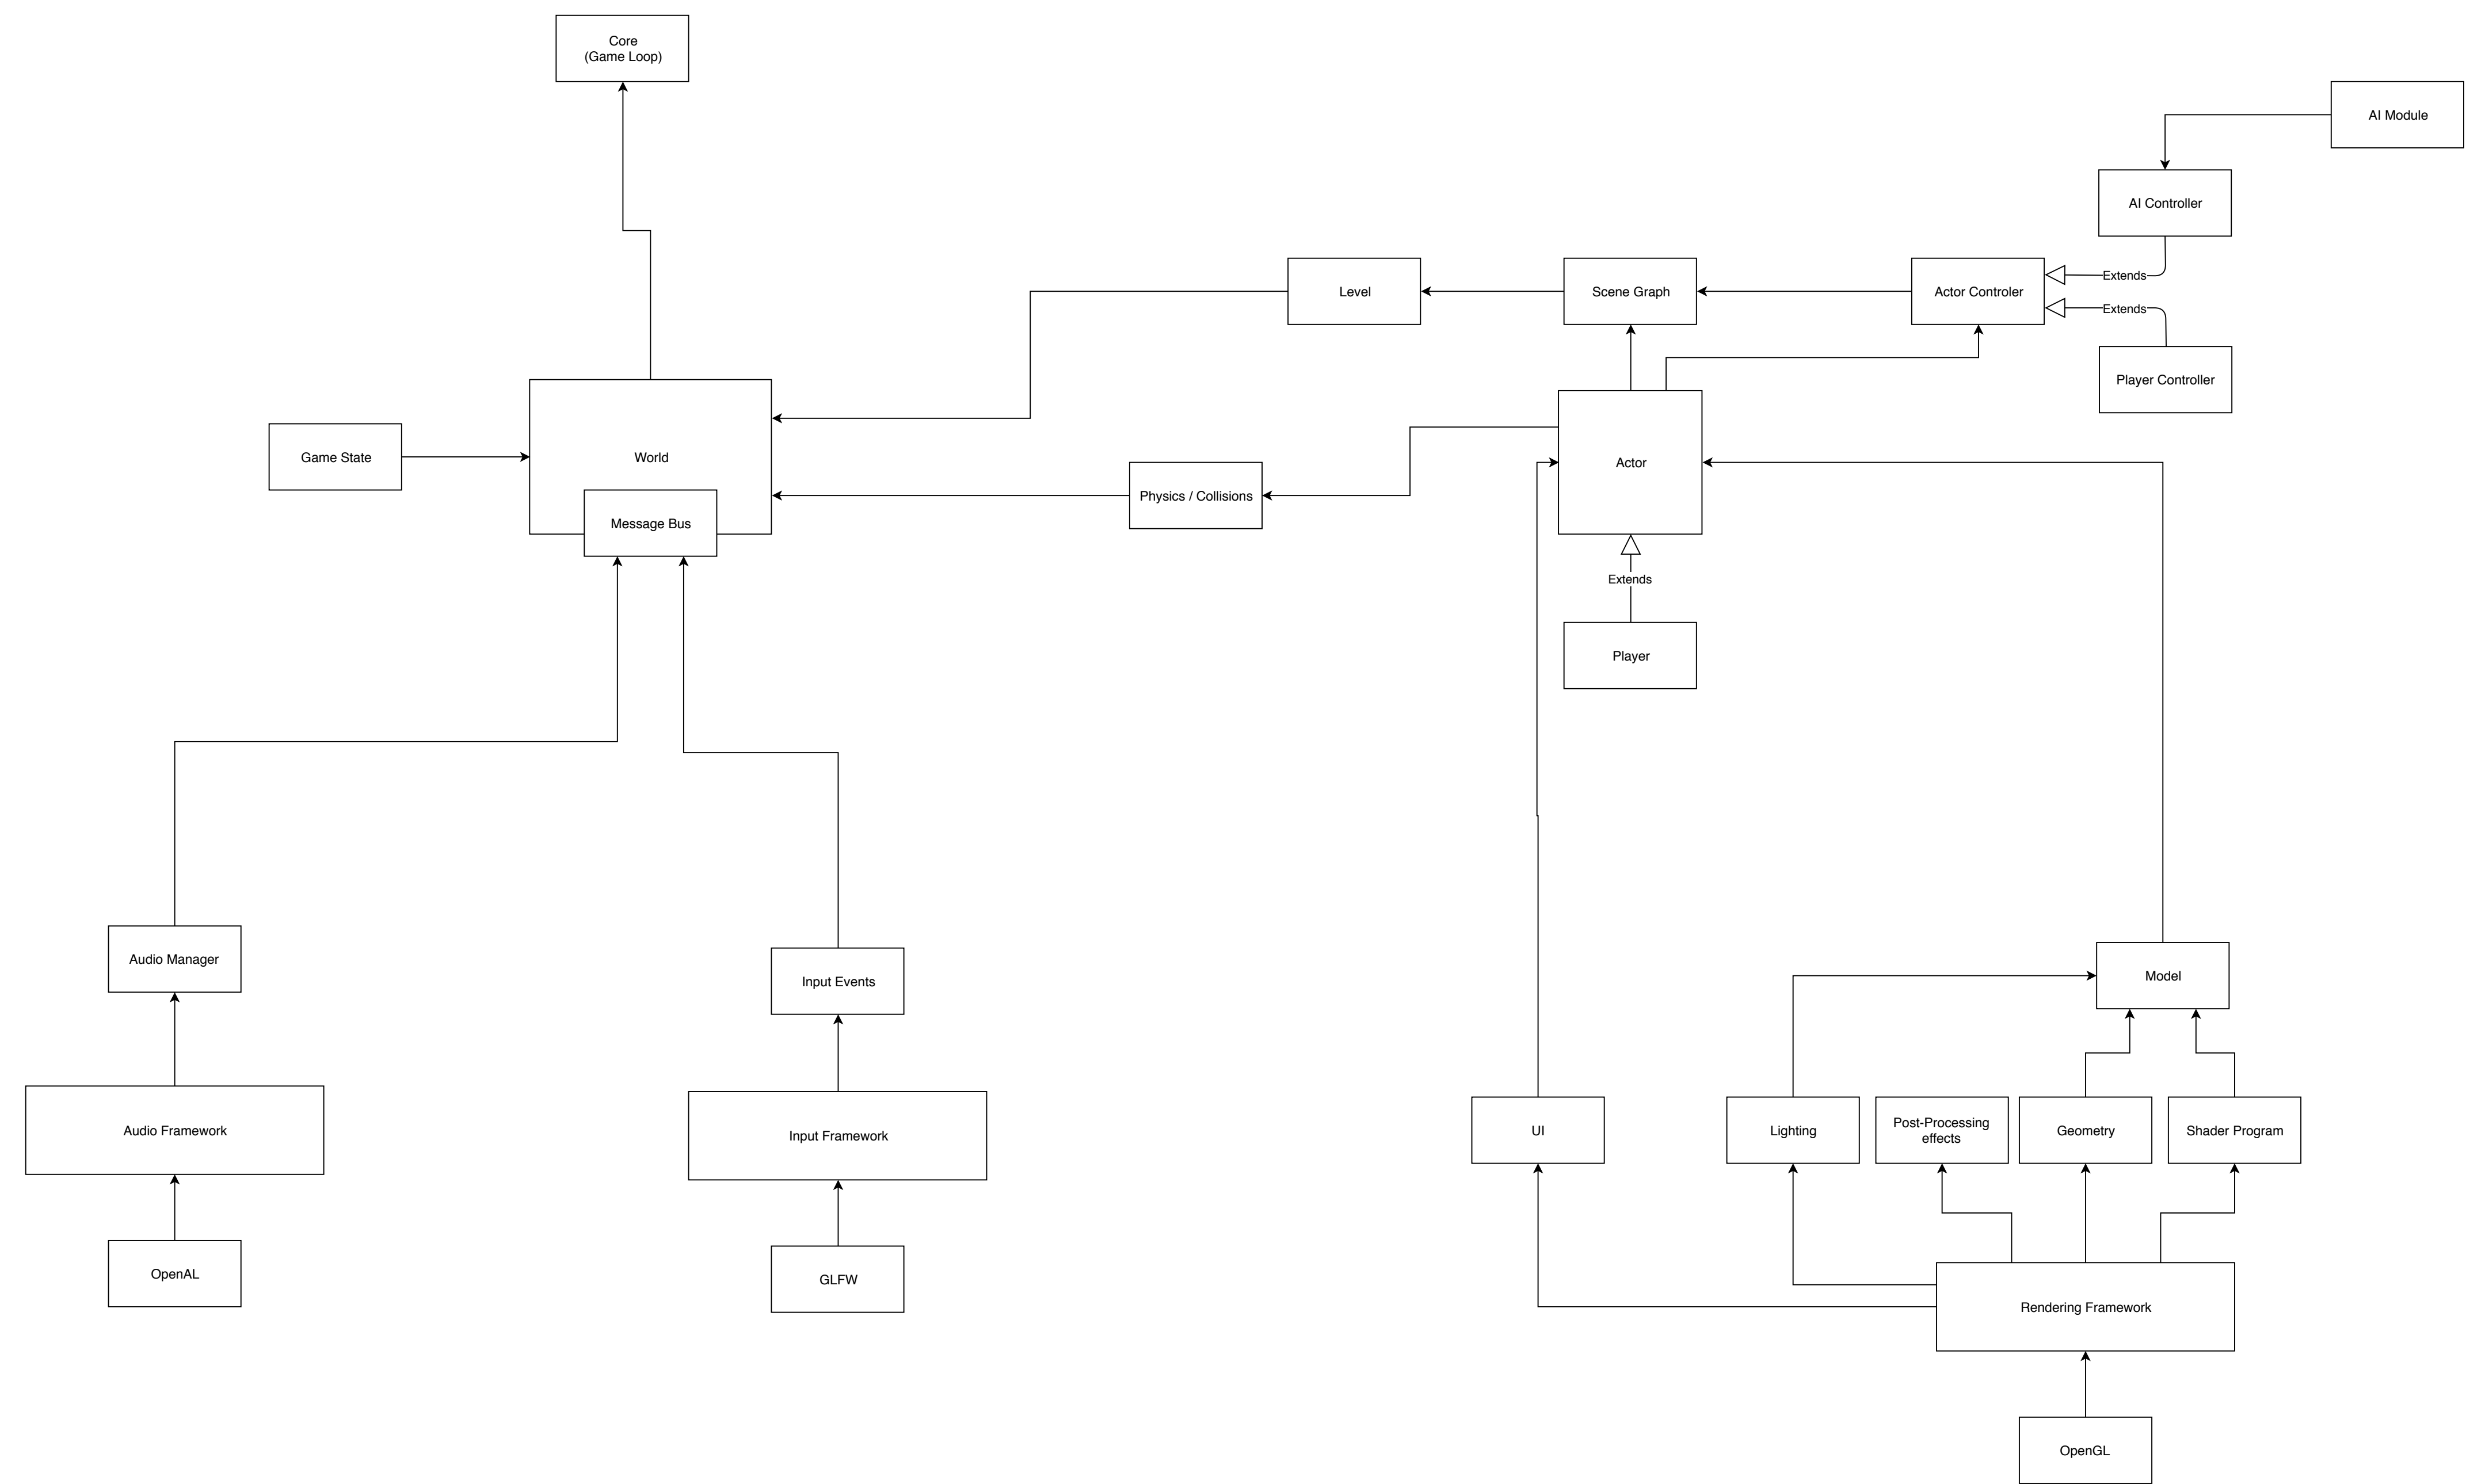 Core
(Game Loop)
AI Module
AI Controller
Extends
Level
Scene Graph
Actor Controler
Extends
Player Controller
Game State
World
Actor
Physics / Collisions
Message Bus
Extends
Player
Audio Manager
Input Events
Model
Audio Framework
Input Framework
UI
Lighting
Post-Processing
effects
Geometry
Shader Program
OpenAL
GLFW
Rendering Framework
OpenGL